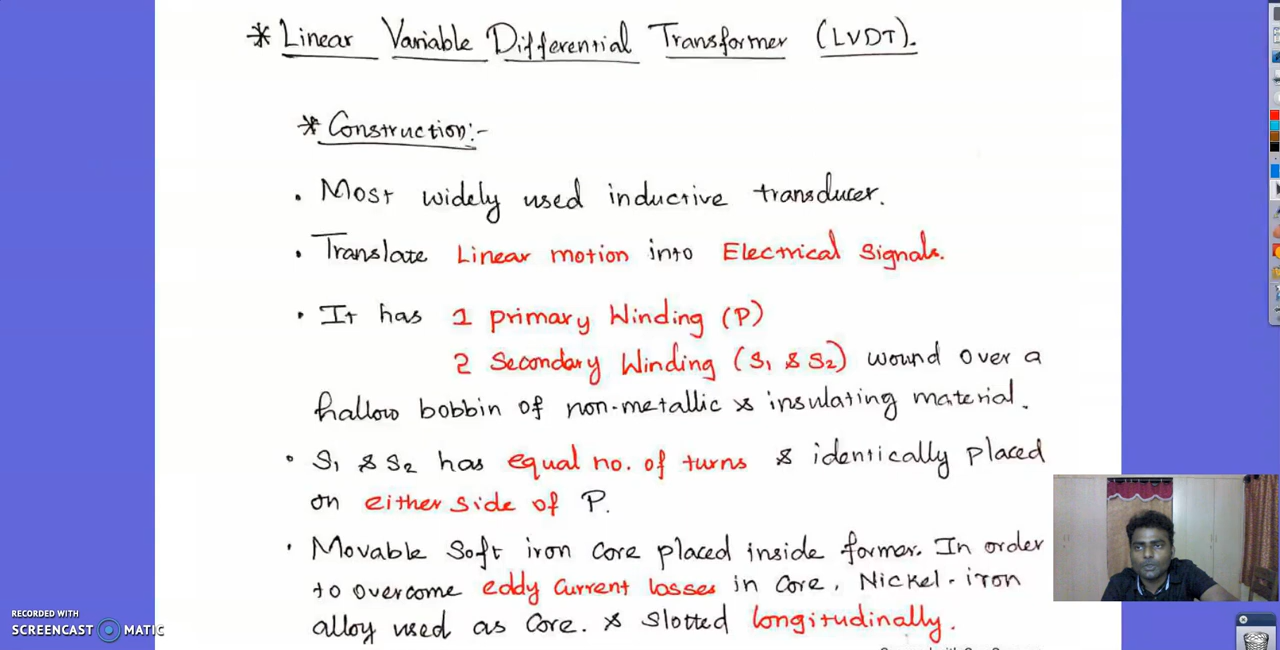 * Linear Variable Differential Transformer (LVDT).
* Construction:-
• Most widely used inductive transducer.
• Translate Linear motion into Electrical Signals.
• It has 1 Primary Winding (P)
2 Secondary Winding (S1 & S2) wound over a
hallow bobbin of non-metallic & insulating material.
• S1 & S2 has equal no. of turns & identically placed
on either side of P.
• Movable Soft iron core placed inside former. In order
to overcome eddy current losses in core, Nickel-iron
alloy used as core. & Slotted longitudinally.
RECORDED WITH
SCREENCAST MATIC